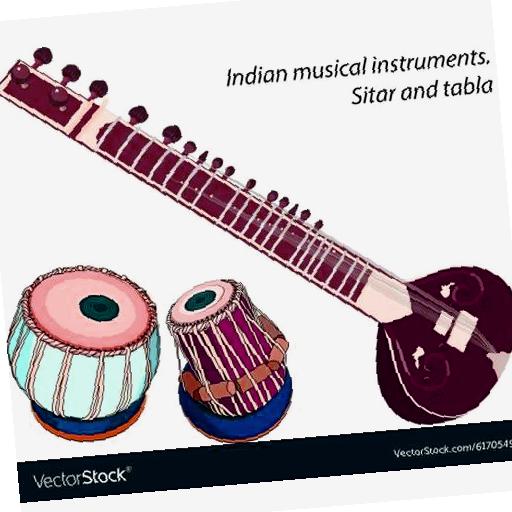 Indian musical instruments.
Sitar and tabla
VectorStock®
VectorStock.com/6170549